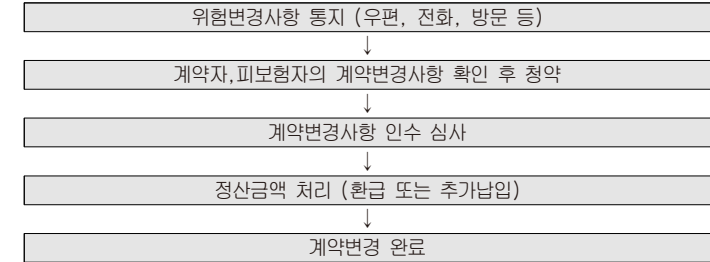 위험변경사항 통지 (우편, 전화, 방문 등)
↓
계약자,피보험자의 계약변경사항 확인 후 청약
↓
계약변경사항 인수 심사
↓
정산금액 처리 (환급 또는 추가납입)
↓
계약변경 완료